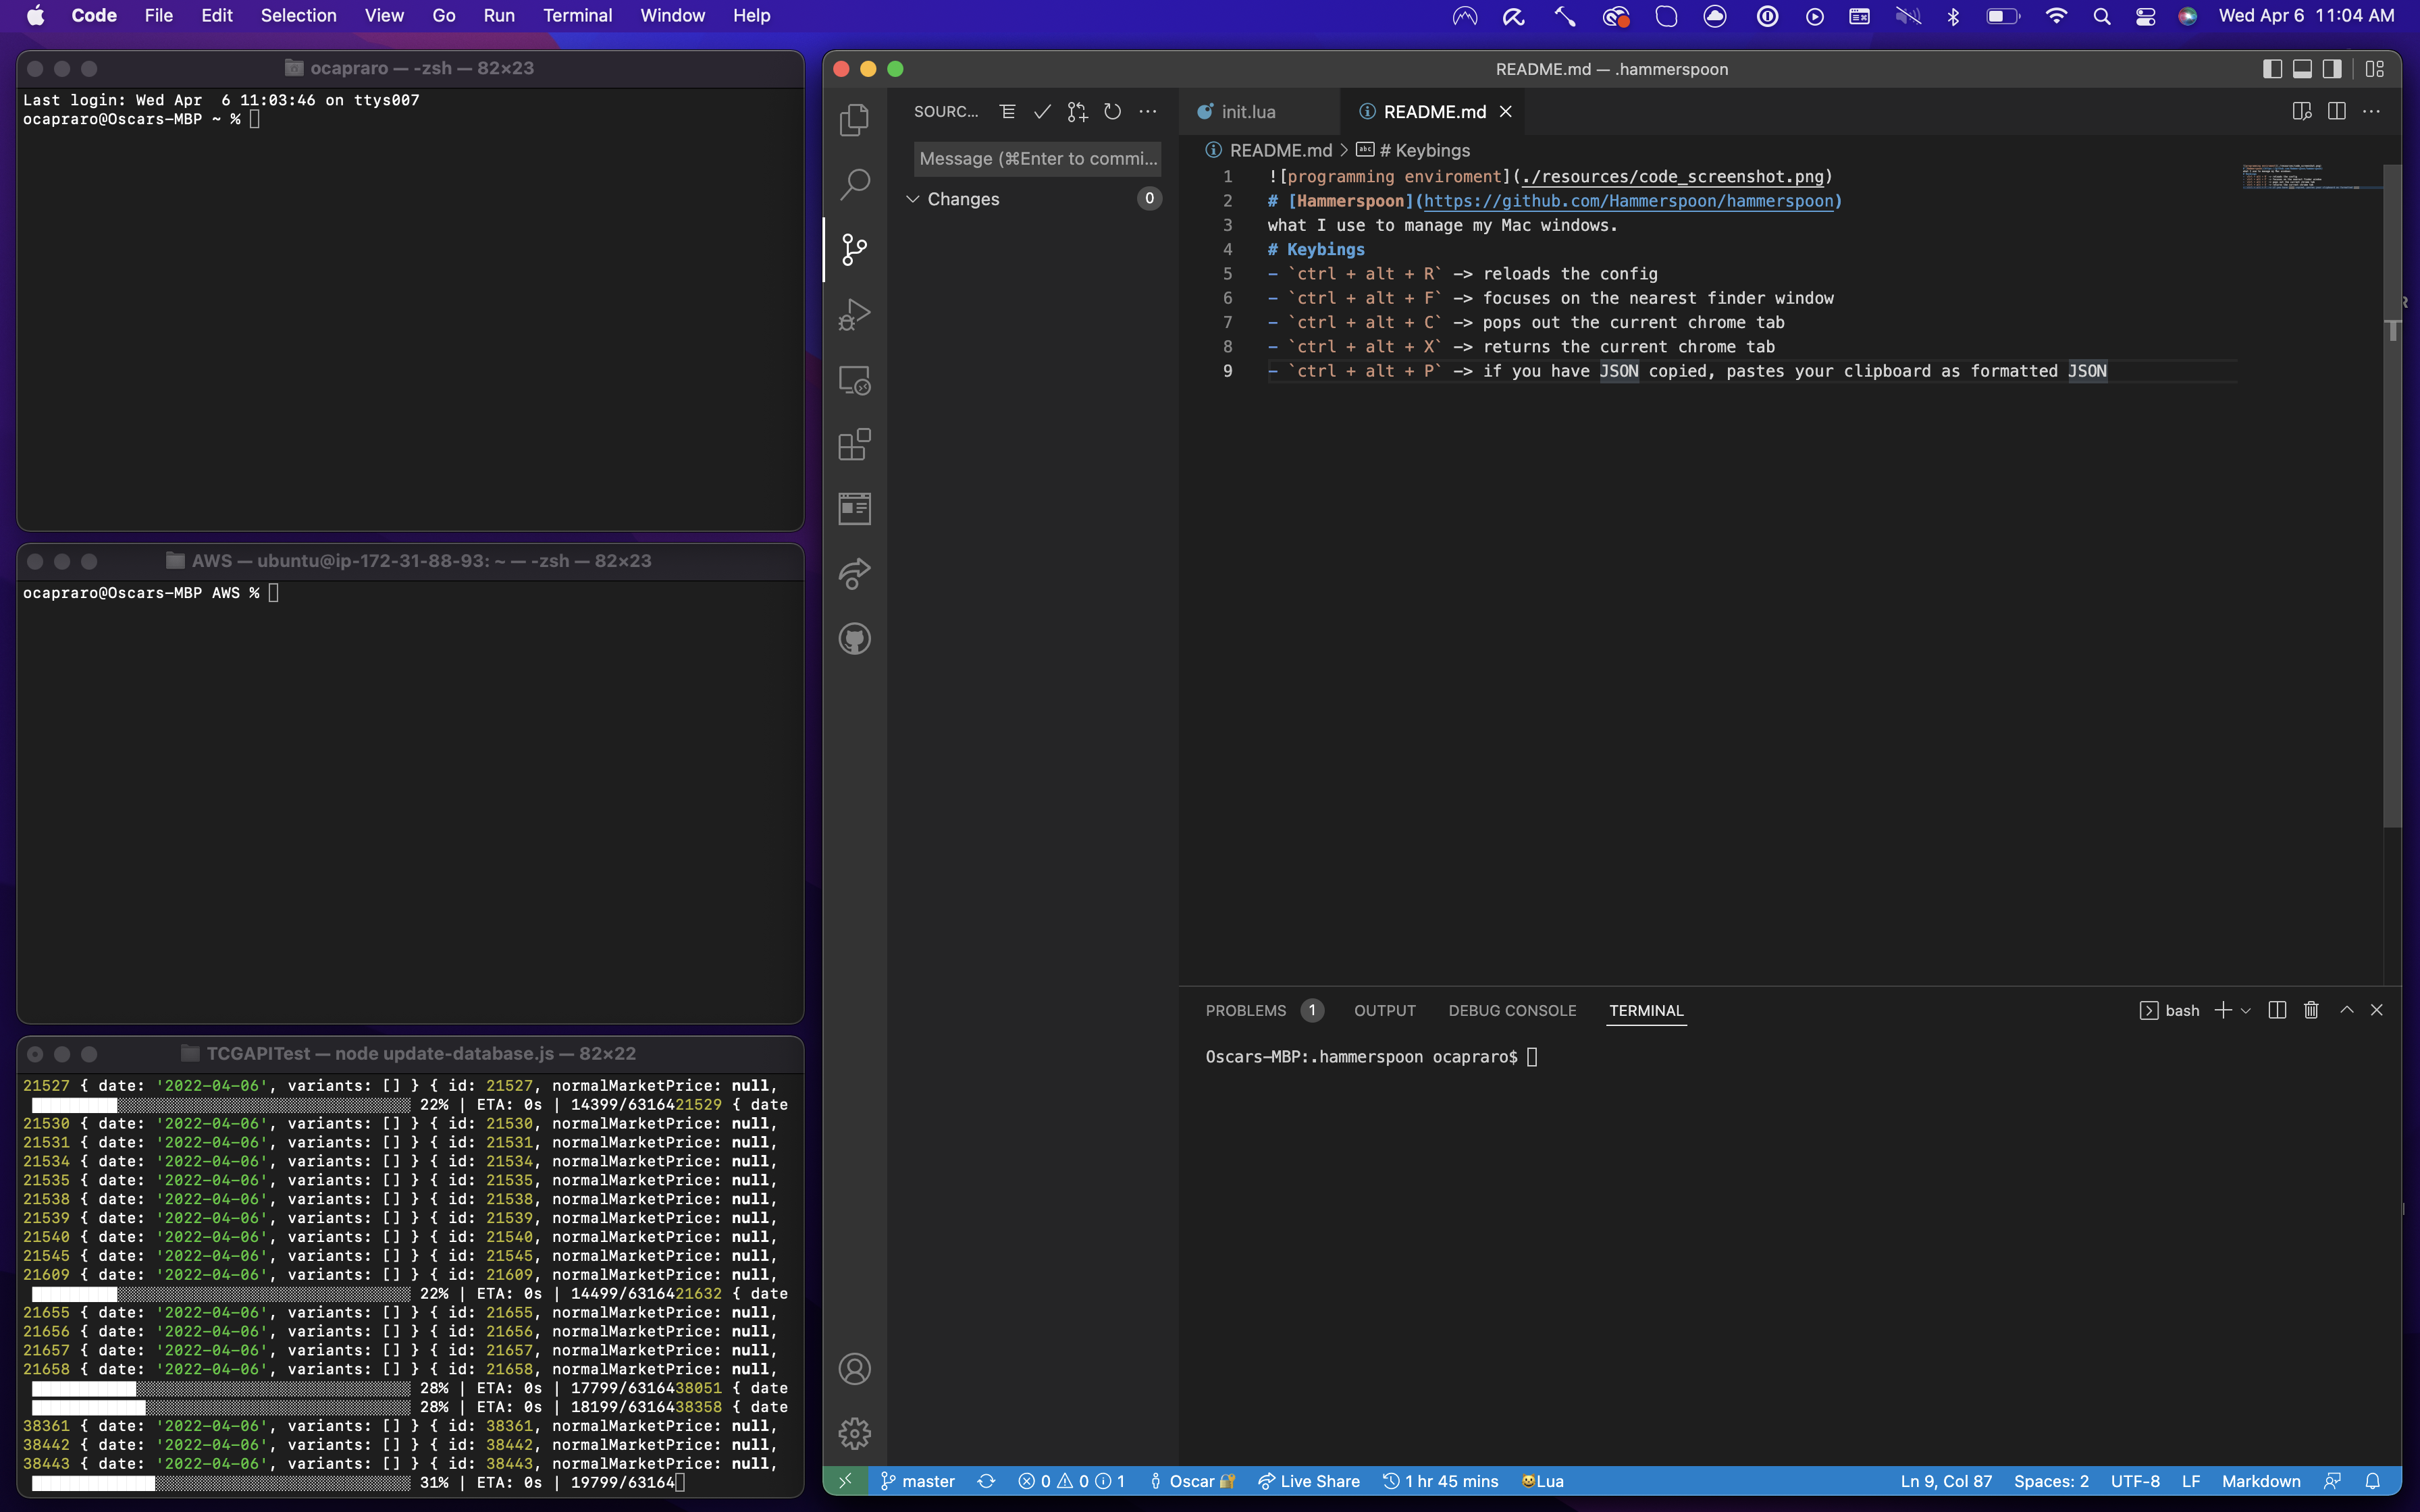 Code File Edit Selection View Go Run Terminal Window Help
Wed Apr 6 11:04 AM
ocapraro — -zsh — 82×23
Last login: Wed Apr  6 11:03:46 on ttys007
ocapraro@Oscars-MBP ~ %
AWS — ubuntu@ip-172-31-88-93: ~ — -zsh — 82×23
ocapraro@Oscars-MBP AWS %
TCGAPITest — node update-database.js — 82×22
21527 { date: '2022-04-06', variants: [] } { id: 21527, normalMarketPrice: null,
22% | ETA: 0s | 14399/6316421529 { date
21530 { date: '2022-04-06', variants: [] } { id: 21530, normalMarketPrice: null,
21531 { date: '2022-04-06', variants: [] } { id: 21531, normalMarketPrice: null,
21534 { date: '2022-04-06', variants: [] } { id: 21534, normalMarketPrice: null,
21535 { date: '2022-04-06', variants: [] } { id: 21535, normalMarketPrice: null,
21538 { date: '2022-04-06', variants: [] } { id: 21538, normalMarketPrice: null,
21539 { date: '2022-04-06', variants: [] } { id: 21539, normalMarketPrice: null,
21540 { date: '2022-04-06', variants: [] } { id: 21540, normalMarketPrice: null,
21545 { date: '2022-04-06', variants: [] } { id: 21545, normalMarketPrice: null,
21609 { date: '2022-04-06', variants: [] } { id: 21609, normalMarketPrice: null,
22% | ETA: 0s | 14499/6316421632 { date
21655 { date: '2022-04-06', variants: [] } { id: 21655, normalMarketPrice: null,
21656 { date: '2022-04-06', variants: [] } { id: 21656, normalMarketPrice: null,
21657 { date: '2022-04-06', variants: [] } { id: 21657, normalMarketPrice: null,
21658 { date: '2022-04-06', variants: [] } { id: 21658, normalMarketPrice: null,
28% | ETA: 0s | 17799/6316438051 { date
28% | ETA: 0s | 18199/6316438358 { date
38361 { date: '2022-04-06', variants: [] } { id: 38361, normalMarketPrice: null,
38442 { date: '2022-04-06', variants: [] } { id: 38442, normalMarketPrice: null,
38443 { date: '2022-04-06', variants: [] } { id: 38443, normalMarketPrice: null,
31% | ETA: 0s | 19799/63164
README.md — .hammerspoon
SOURC...
Message (⌘Enter to commi...
Changes 0
init.lua
README.md
README.md > # Keybings
1 ![programming enviroment](./resources/code_screenshot.png)
2 # [Hammerspoon](https://github.com/Hammerspoon/hammerspoon)
3 what I use to manage my Mac windows.
4 # Keybings
5 - `ctrl + alt + R` -> reloads the config
6 - `ctrl + alt + F` -> focuses on the nearest finder window
7 - `ctrl + alt + C` -> pops out the current chrome tab
8 - `ctrl + alt + X` -> returns the current chrome tab
9 - `ctrl + alt + P` -> if you have JSON copied, pastes your clipboard as formatted JSON
PROBLEMS 1 OUTPUT DEBUG CONSOLE TERMINAL
bash
Oscars-MBP:.hammerspoon ocapraro$
master 0 0 1 Oscar Live Share 1 hr 45 mins Lua
Ln 9, Col 87 Spaces: 2 UTF-8 LF Markdown